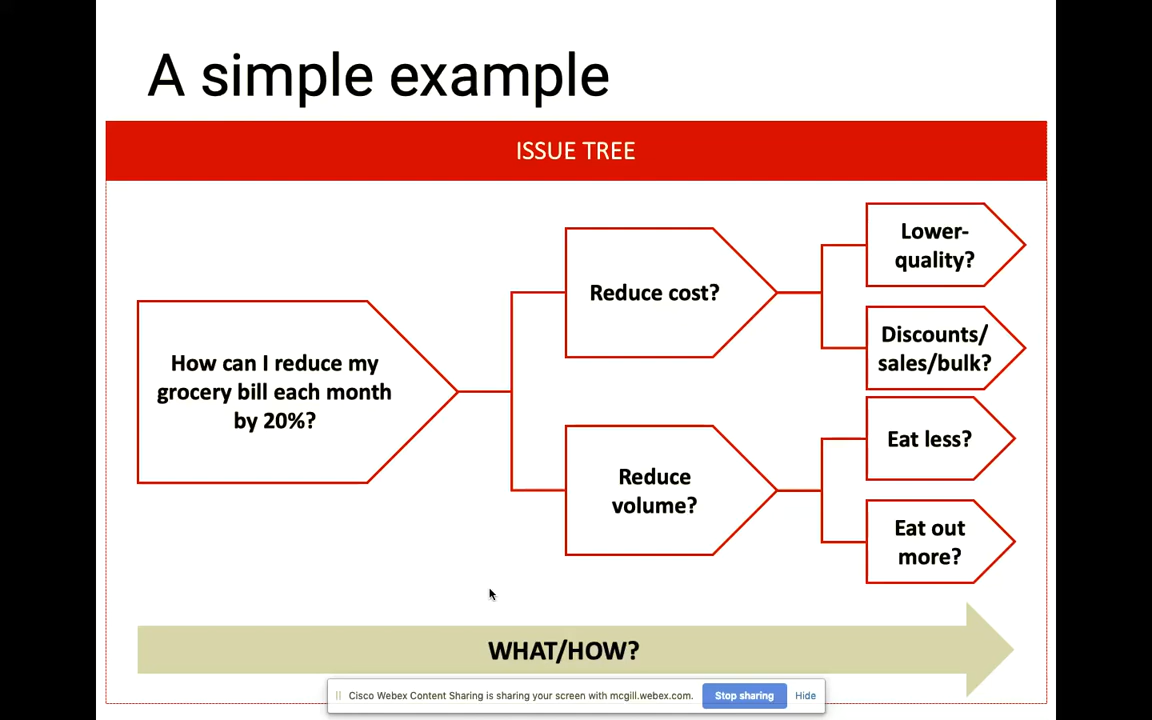 A simple example
ISSUE TREE
How can I reduce my
grocery bill each month
by 20%?
Reduce cost?
Lower-
quality?
Discounts/
sales/bulk?
Reduce
volume?
Eat less?
Eat out
more?
WHAT/HOW?
Cisco Webex Content Sharing is sharing your screen with mcgill.webex.com.
Stop sharing
Hide